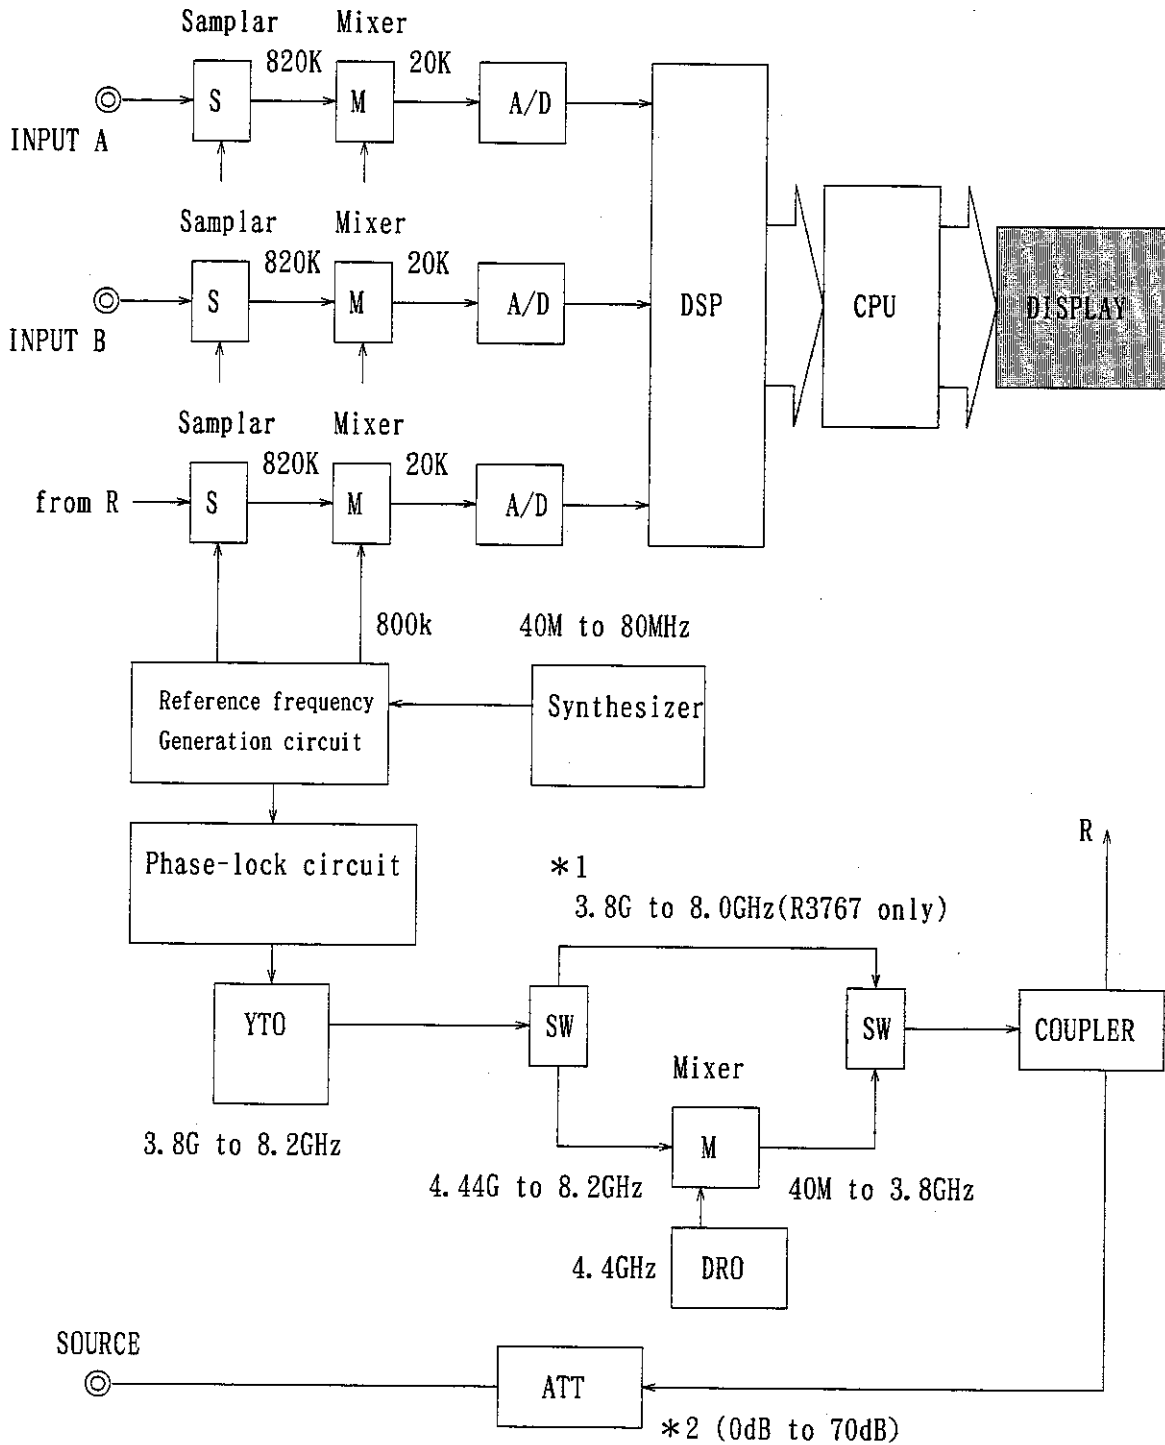 Samplar Mixer
820K 20K
S M A/D
INPUT A
Samplar Mixer
820K 20K
S M A/D DSP CPU DISPLAY
INPUT B
Samplar Mixer
820K 20K
from R S M A/D
800k 40M to 80MHz
Reference frequency
Generation circuit
Synthesizer
Phase-lock circuit
R
*1
3.8G to 8.0GHz(R3767 only)
YTO SW SW COUPLER
Mixer
3.8G to 8.2GHz M
4.44G to 8.2GHz 40M to 3.8GHz
4.4GHz DRO
SOURCE
ATT
*2 (0dB to 70dB)